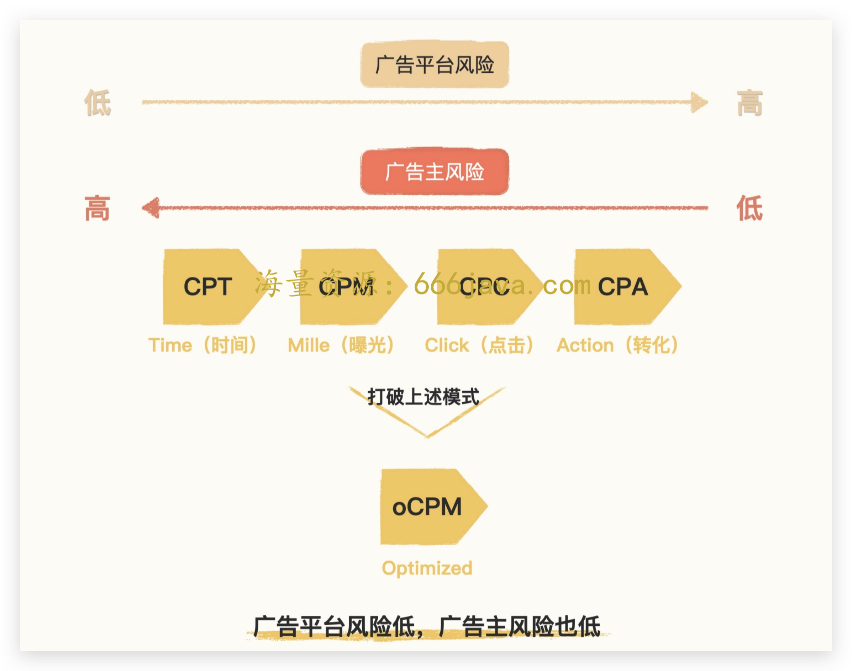 广告平台风险
低 高
广告主风险
高 低
CPT CPM CPC CPA
海量资源：666java.com
Time（时间） Mille（曝光） Click（点击） Action（转化）
打破上述模式
oCPM
Optimized
广告平台风险低，广告主风险也低